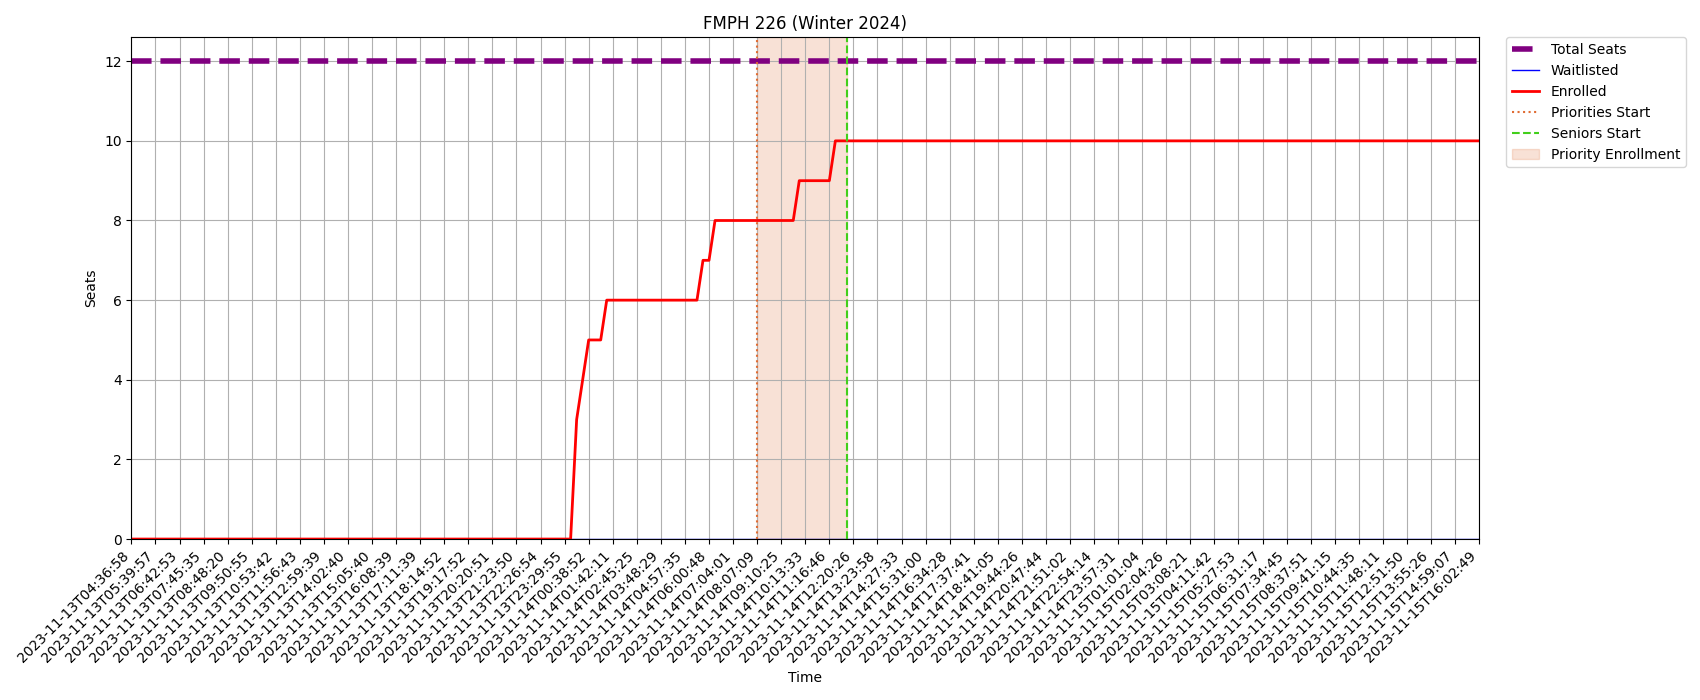 FMPH 226 (Winter 2024)
12
10
8
6
4
2
0
Seats
2023-11-13T04:36:58
2023-11-13T05:39:57
2023-11-13T06:42:53
2023-11-13T07:45:35
2023-11-13T08:48:20
2023-11-13T09:50:55
2023-11-13T10:53:42
2023-11-13T11:56:43
2023-11-13T12:59:39
2023-11-13T14:02:40
2023-11-13T15:05:40
2023-11-13T16:08:39
2023-11-13T17:11:39
2023-11-13T18:14:52
2023-11-13T19:17:52
2023-11-13T20:20:51
2023-11-13T21:23:50
2023-11-13T22:26:54
2023-11-13T23:29:55
2023-11-14T00:38:52
2023-11-14T01:42:11
2023-11-14T02:45:25
2023-11-14T03:48:29
2023-11-14T04:57:35
2023-11-14T06:00:48
2023-11-14T07:04:01
2023-11-14T08:07:09
2023-11-14T09:10:25
2023-11-14T10:13:33
2023-11-14T11:16:46
2023-11-14T12:20:26
2023-11-14T13:23:58
2023-11-14T14:27:33
2023-11-14T15:31:00
2023-11-14T16:34:28
2023-11-14T17:37:41
2023-11-14T18:41:05
2023-11-14T19:44:26
2023-11-14T20:47:44
2023-11-14T21:51:02
2023-11-14T22:54:14
2023-11-14T23:57:31
2023-11-15T01:01:04
2023-11-15T02:04:26
2023-11-15T03:08:21
2023-11-15T04:11:42
2023-11-15T05:27:53
2023-11-15T06:31:17
2023-11-15T07:34:45
2023-11-15T08:37:51
2023-11-15T09:41:15
2023-11-15T10:44:35
2023-11-15T11:48:11
2023-11-15T12:51:50
2023-11-15T13:55:26
2023-11-15T14:59:07
2023-11-15T16:02:49
Time
Total Seats
Waitlisted
Enrolled
Priorities Start
Seniors Start
Priority Enrollment